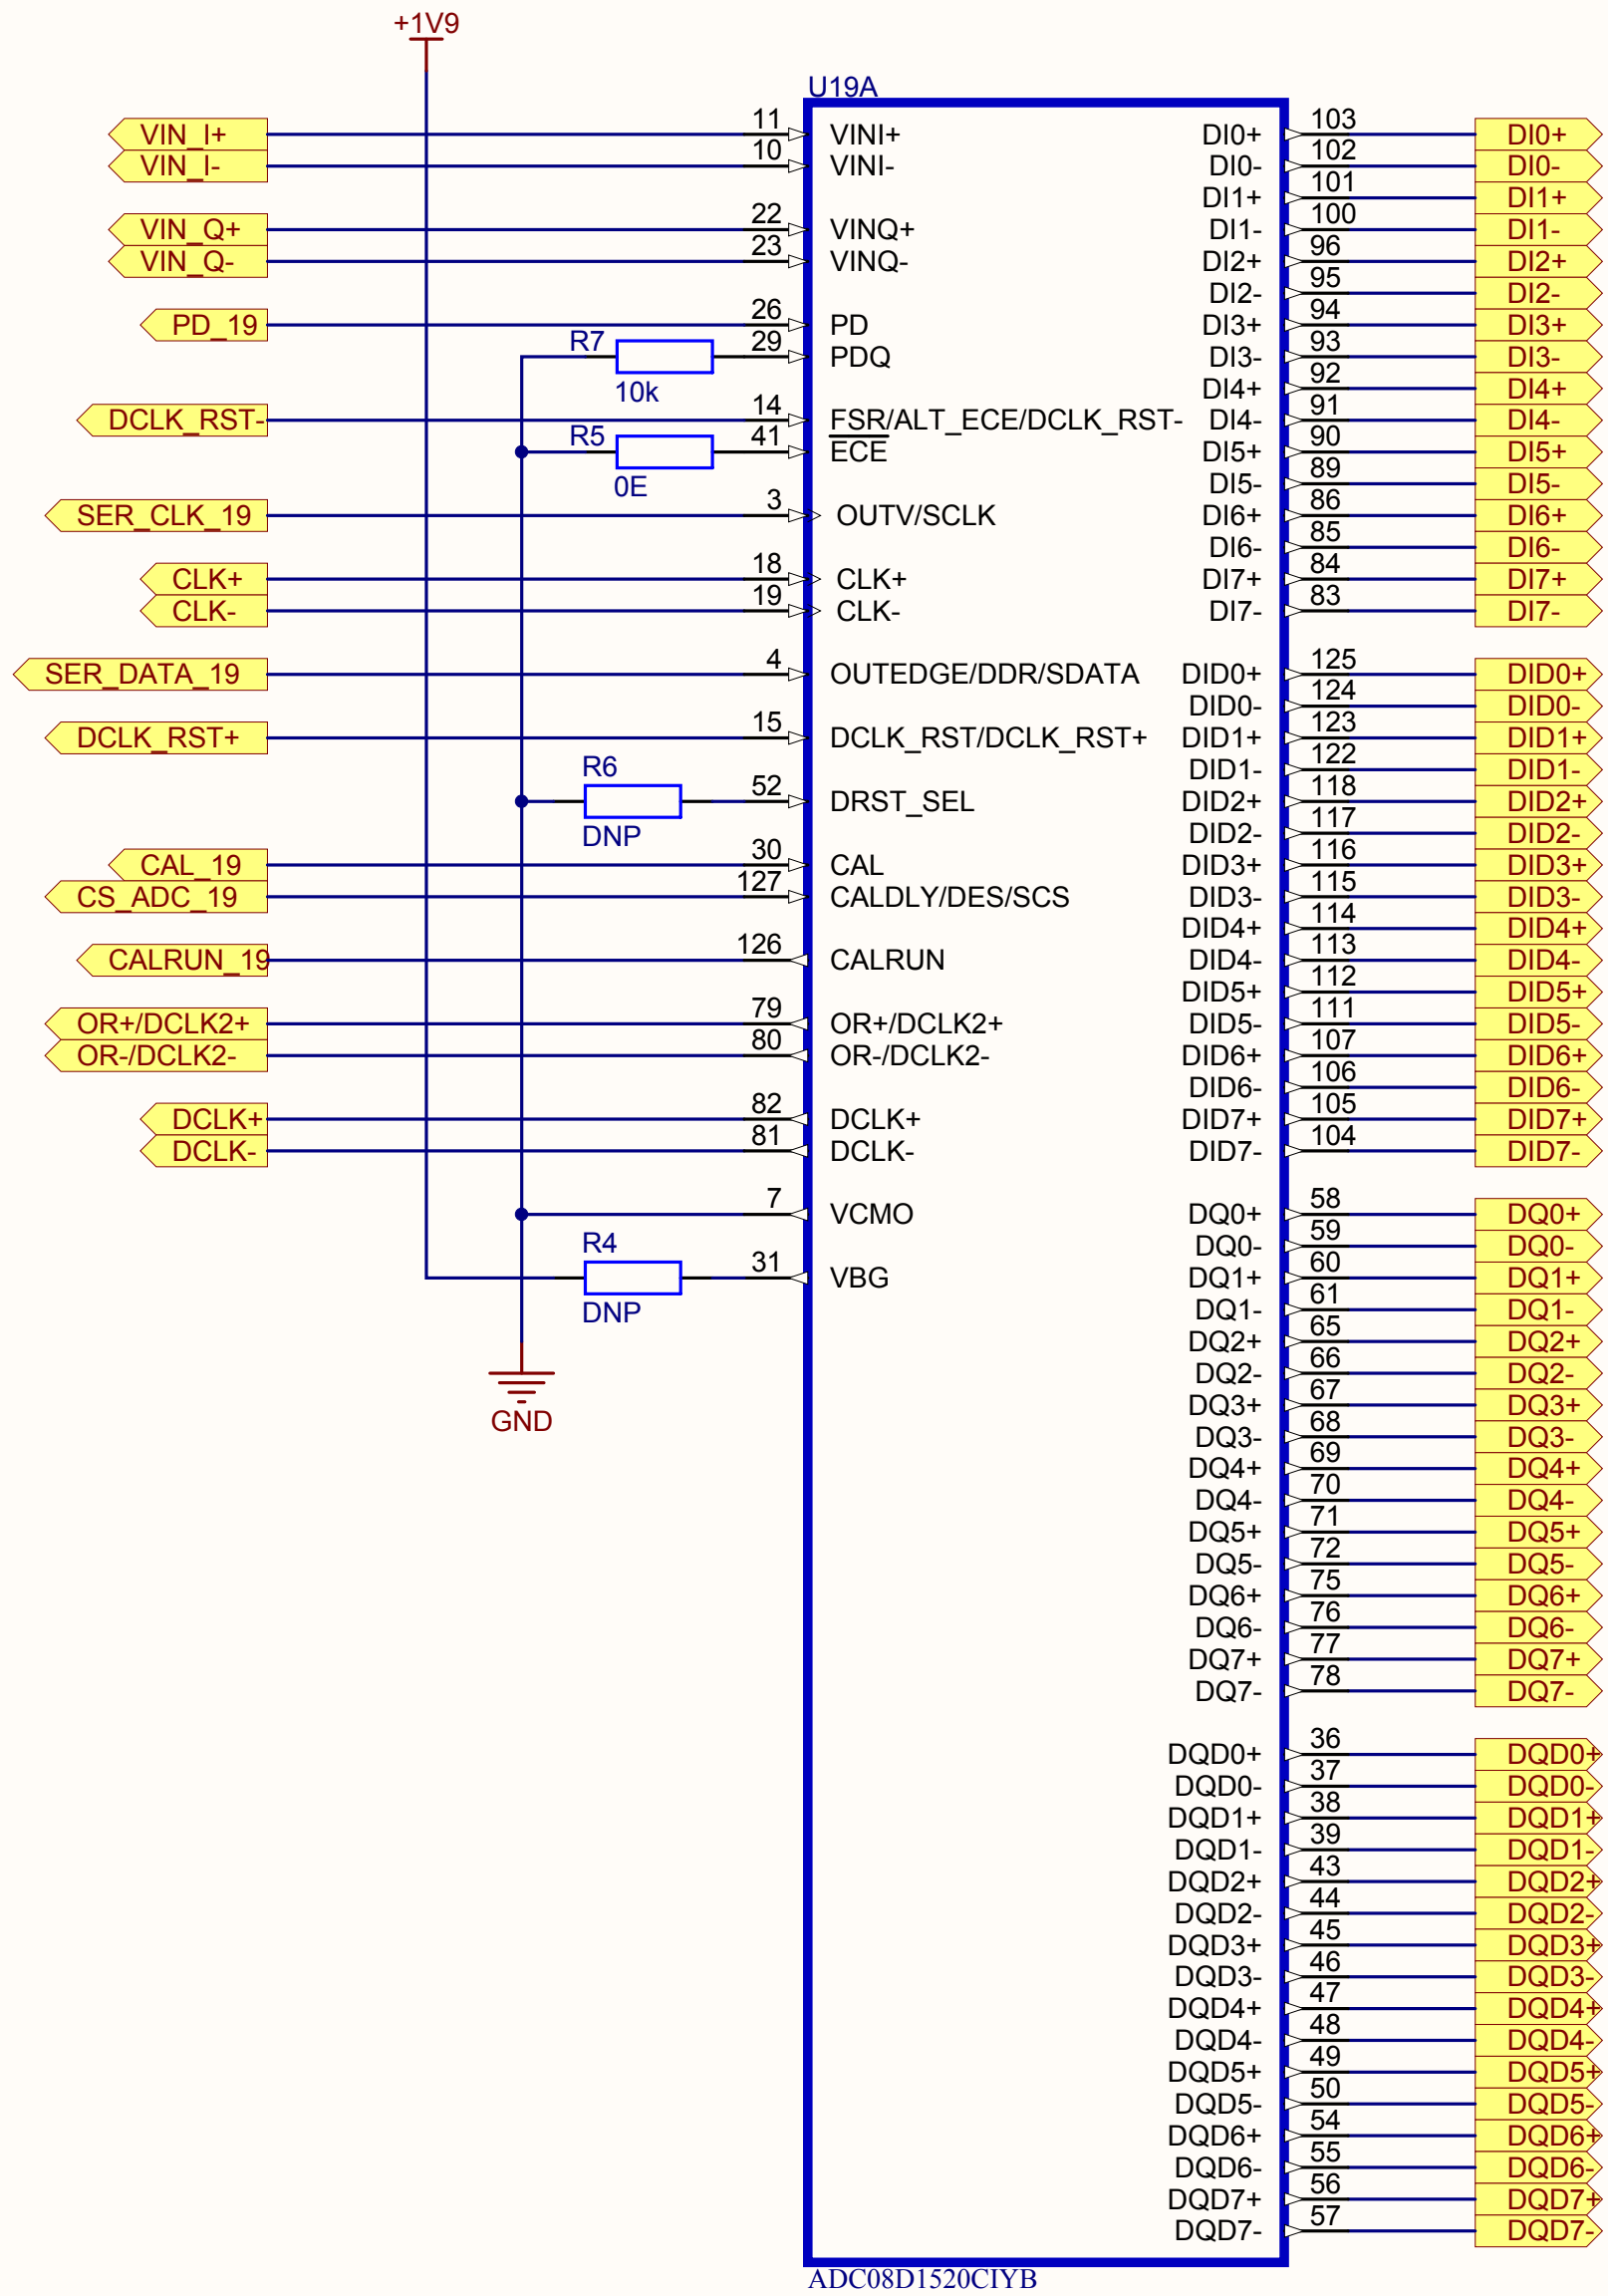 +1V9
U19A
VIN_I+ 11 VINI+ DI0+ 103 DI0+
VIN_I- 10 VINI- DI0- 102 DI0-
DI1+ 101 DI1+
VIN_Q+ 22 VINQ+ DI1- 100 DI1-
VIN_Q- 23 VINQ- DI2+ 96 DI2+
DI2- 95 DI2-
PD_19 26 PD DI3+ 94 DI3+
R7 29 PDQ DI3- 93 DI3-
10k DI4+ 92 DI4+
DCLK_RST- 14 FSR/ALT_ECE/DCLK_RST- DI4- 91 DI4-
R5 41 ECE DI5+ 90 DI5+
0E DI5- 89 DI5-
SER_CLK_19 3 OUTV/SCLK DI6+ 86 DI6+
DI6- 85 DI6-
CLK+ 18 CLK+ DI7+ 84 DI7+
CLK- 19 CLK- DI7- 83 DI7-
SER_DATA_19 4 OUTEDGE/DDR/SDATA DID0+ 125 DID0+
DID0- 124 DID0-
DCLK_RST+ 15 DCLK_RST/DCLK_RST+ DID1+ 123 DID1+
R6 DID1- 122 DID1-
52 DRST_SEL DID2+ 118 DID2+
DNP DID2- 117 DID2-
CAL_19 30 CAL DID3+ 116 DID3+
CS_ADC_19 127 CALDLY/DES/SCS DID3- 115 DID3-
DID4+ 114 DID4+
CALRUN_19 126 CALRUN DID4- 113 DID4-
DID5+ 112 DID5+
OR+/DCLK2+ 79 OR+/DCLK2+ DID5- 111 DID5-
OR-/DCLK2- 80 OR-/DCLK2- DID6+ 107 DID6+
DID6- 106 DID6-
DCLK+ 82 DCLK+ DID7+ 105 DID7+
DCLK- 81 DCLK- DID7- 104 DID7-
7 VCMO DQ0+ 58 DQ0+
R4 DQ0- 59 DQ0-
31 VBG DQ1+ 60 DQ1+
DNP DQ1- 61 DQ1-
DQ2+ 65 DQ2+
DQ2- 66 DQ2-
DQ3+ 67 DQ3+
GND DQ3- 68 DQ3-
DQ4+ 69 DQ4+
DQ4- 70 DQ4-
DQ5+ 71 DQ5+
DQ5- 72 DQ5-
DQ6+ 75 DQ6+
DQ6- 76 DQ6-
DQ7+ 77 DQ7+
DQ7- 78 DQ7-
DQD0+ 36 DQD0+
DQD0- 37 DQD0-
DQD1+ 38 DQD1+
DQD1- 39 DQD1-
DQD2+ 43 DQD2+
DQD2- 44 DQD2-
DQD3+ 45 DQD3+
DQD3- 46 DQD3-
DQD4+ 47 DQD4+
DQD4- 48 DQD4-
DQD5+ 49 DQD5+
DQD5- 50 DQD5-
DQD6+ 54 DQD6+
DQD6- 55 DQD6-
DQD7+ 56 DQD7+
DQD7- 57 DQD7-
ADC08D1520CIYB